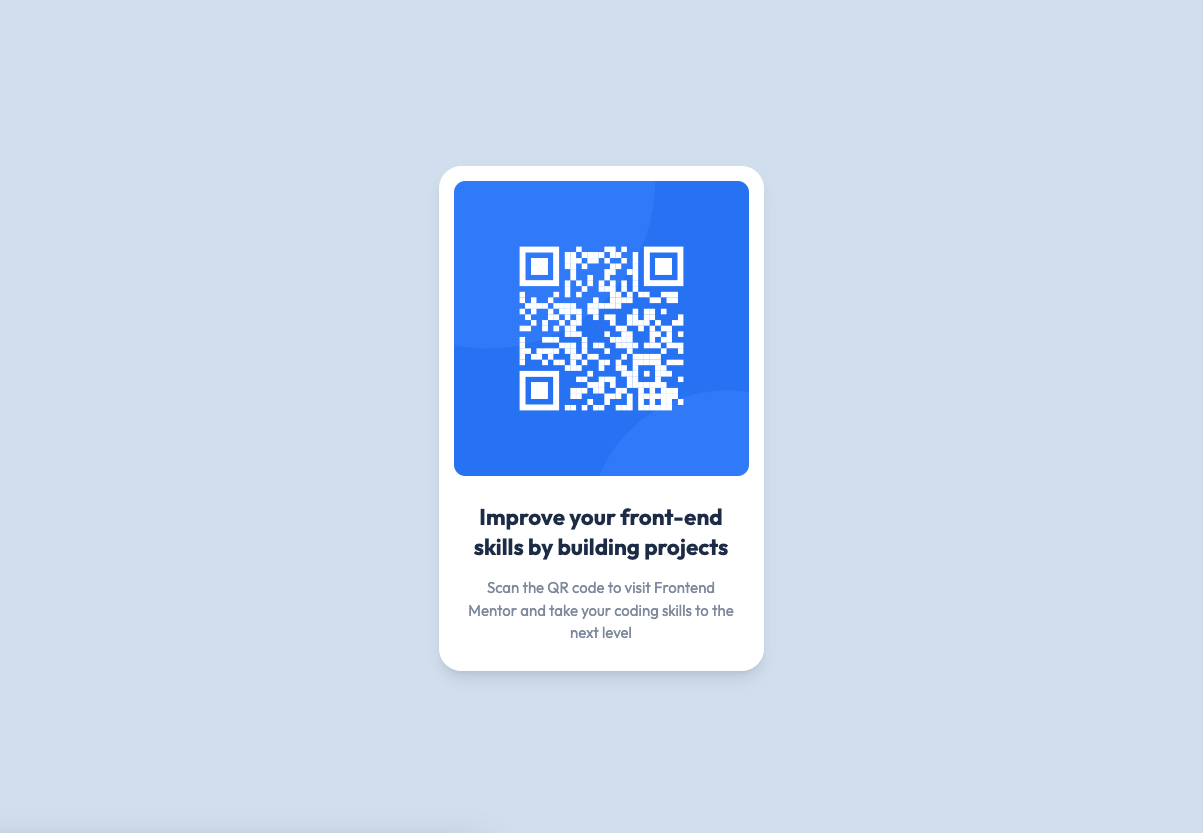 Improve your front-end
skills by building projects
Scan the QR code to visit Frontend
Mentor and take your coding skills to the
next level